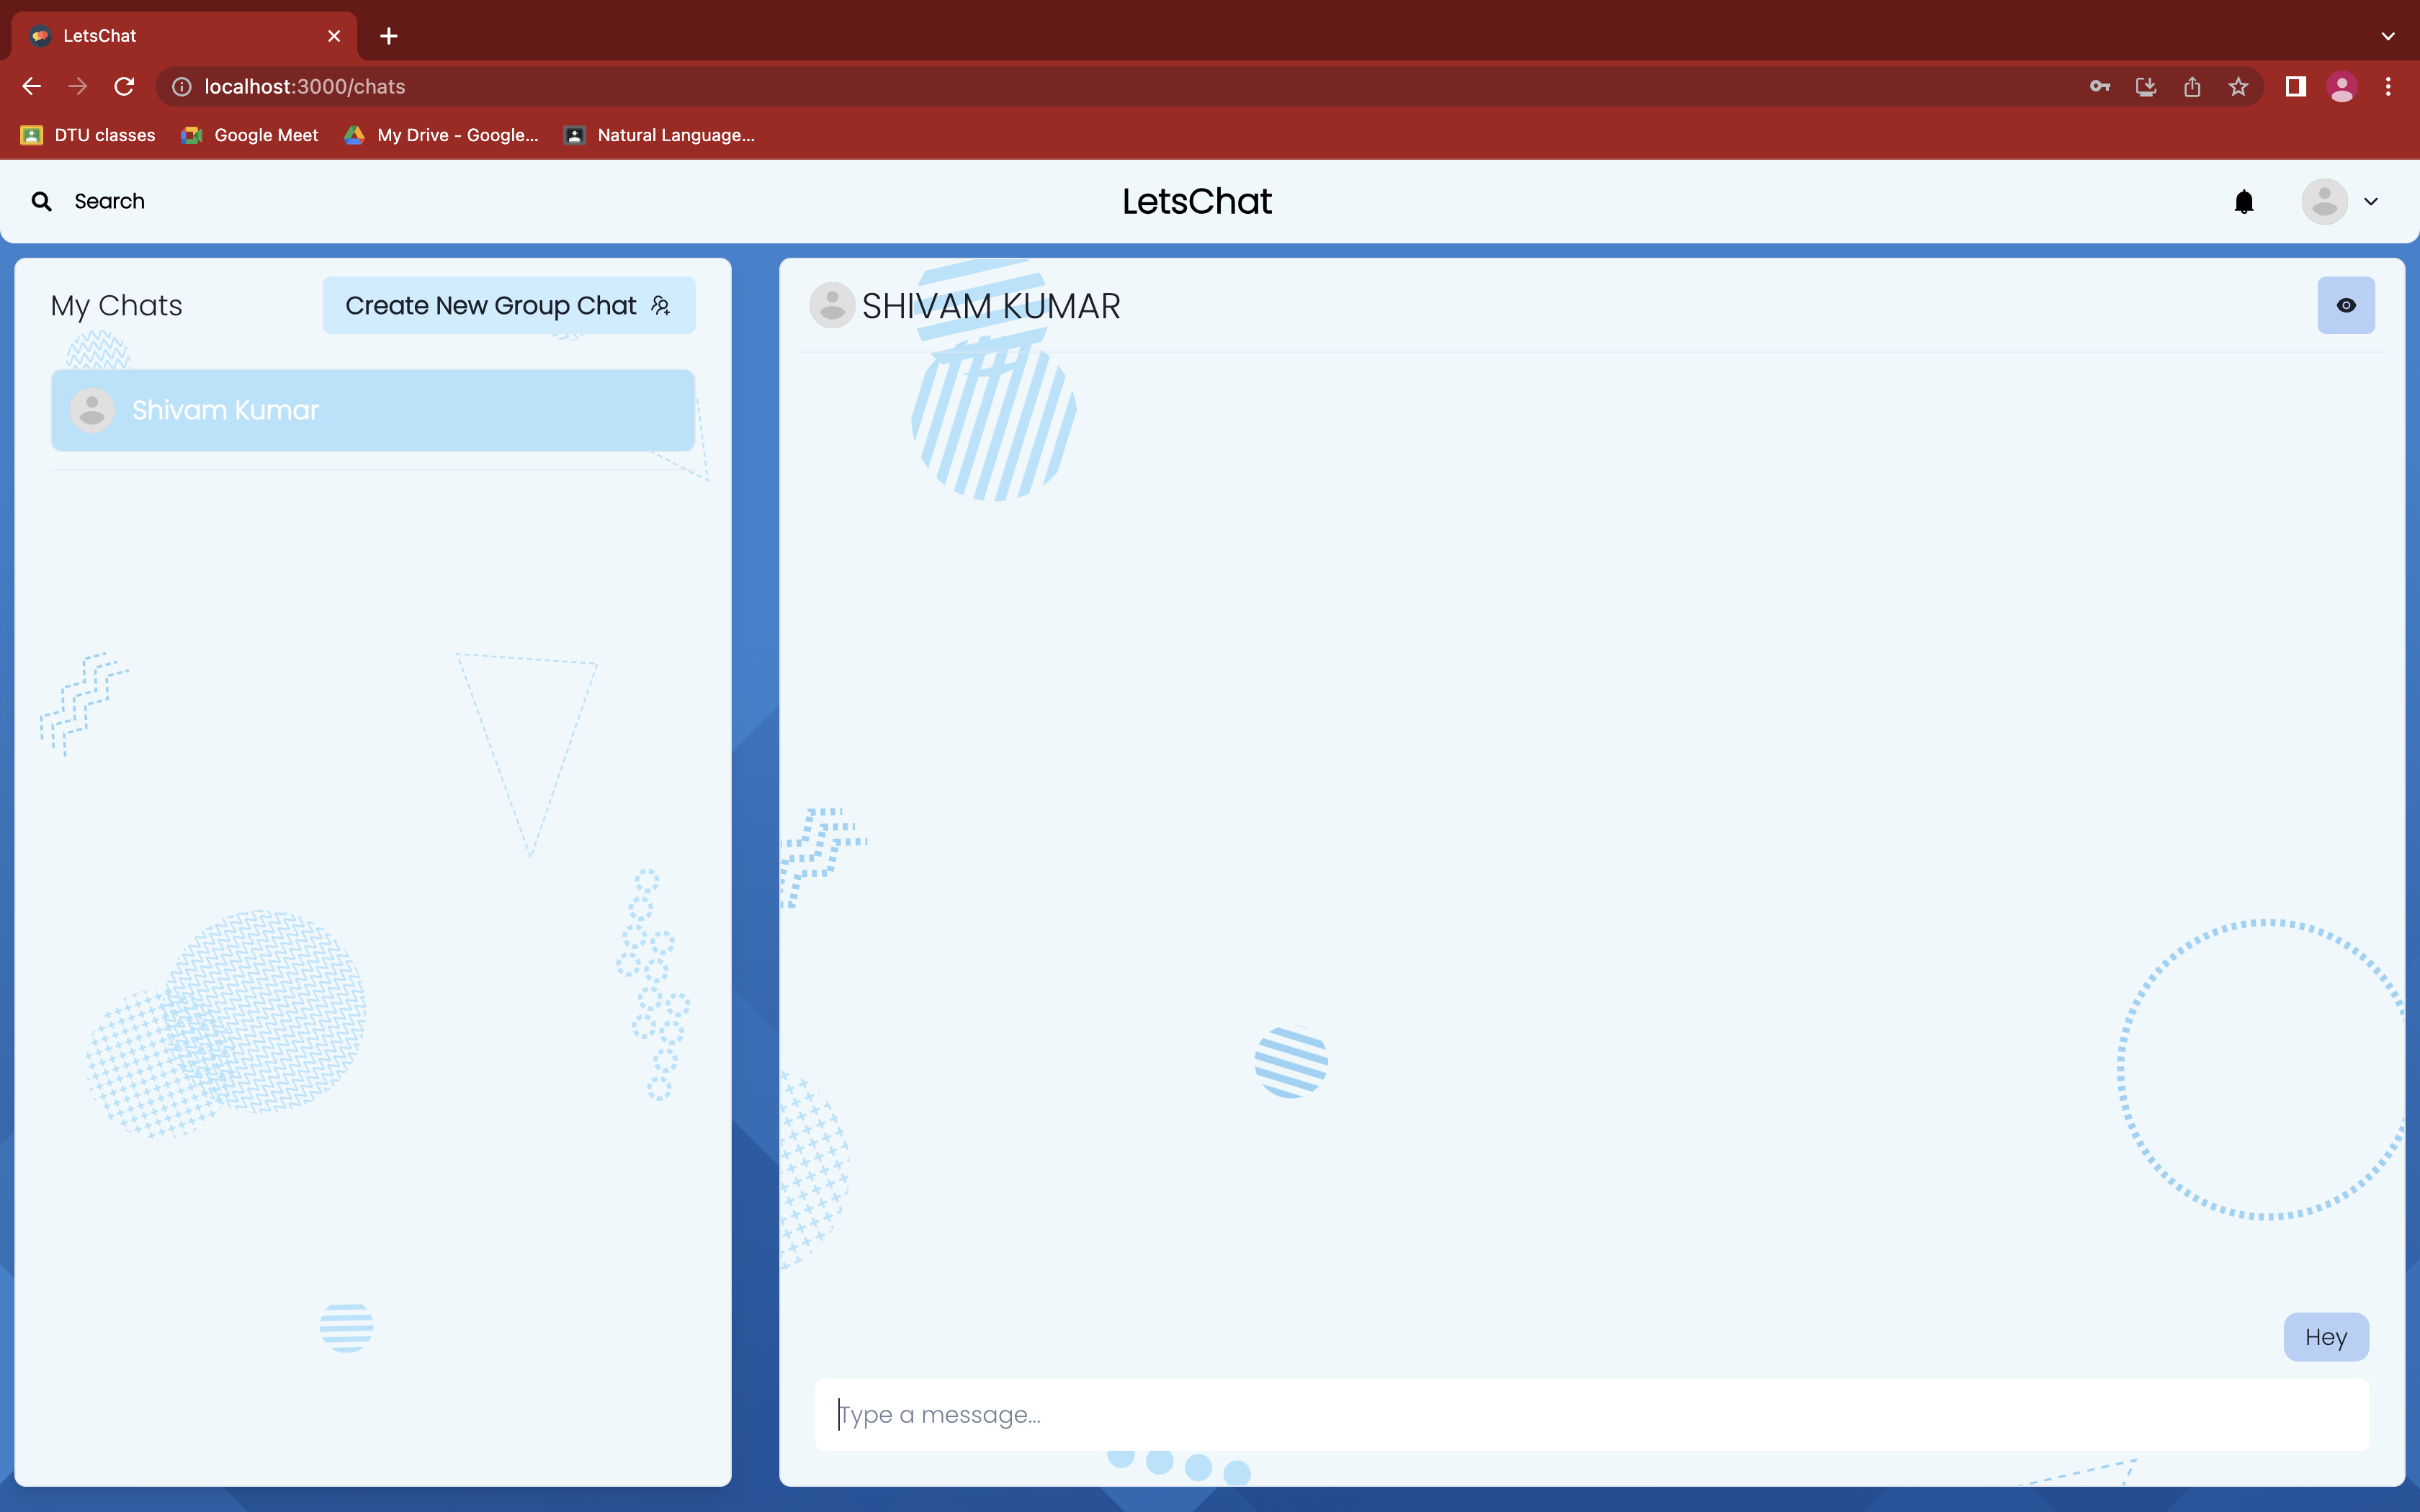 LetsChat
localhost:3000/chats
DTU classes
Google Meet
My Drive - Google...
Natural Language...
Search
LetsChat
My Chats
Create New Group Chat
Shivam Kumar
SHIVAM KUMAR
Hey
Type a message...